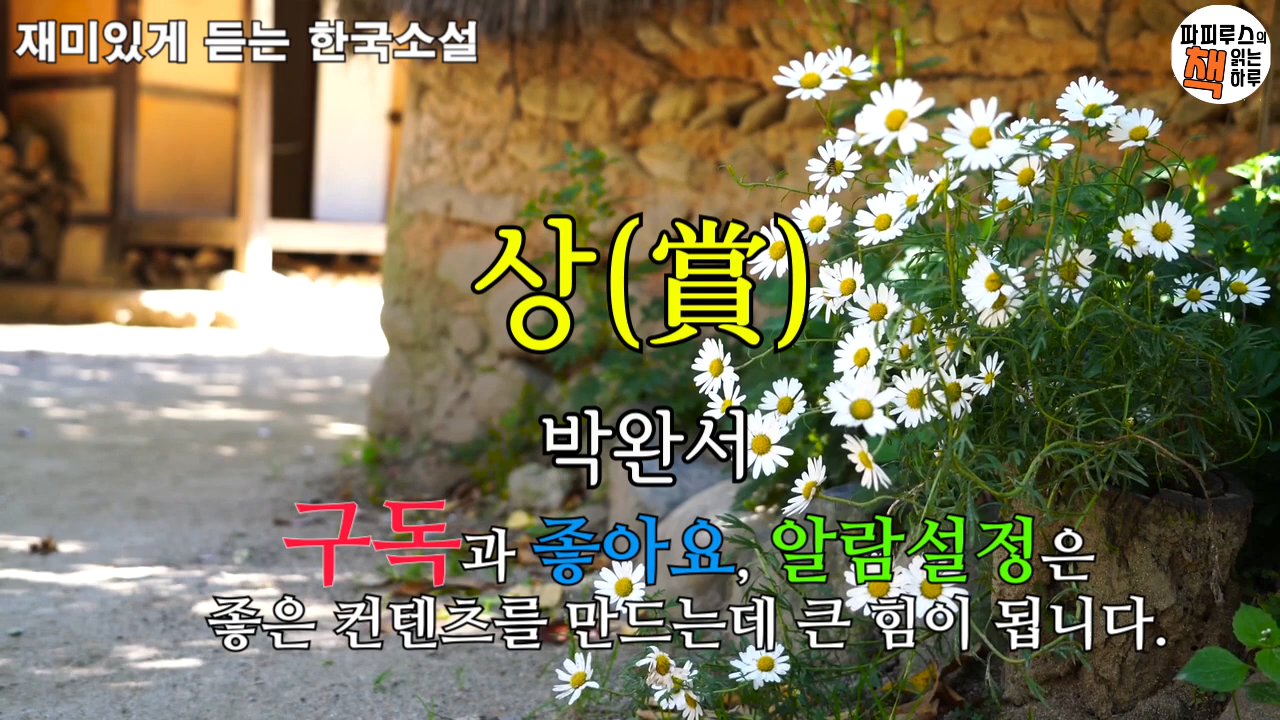 재미있게 듣는 한국소설
파피루스의
책 읽는
하루
상(賞)
박완서
구독과 좋아요, 알람설정은
좋은 컨텐츠를 만드는데 큰 힘이 됩니다.